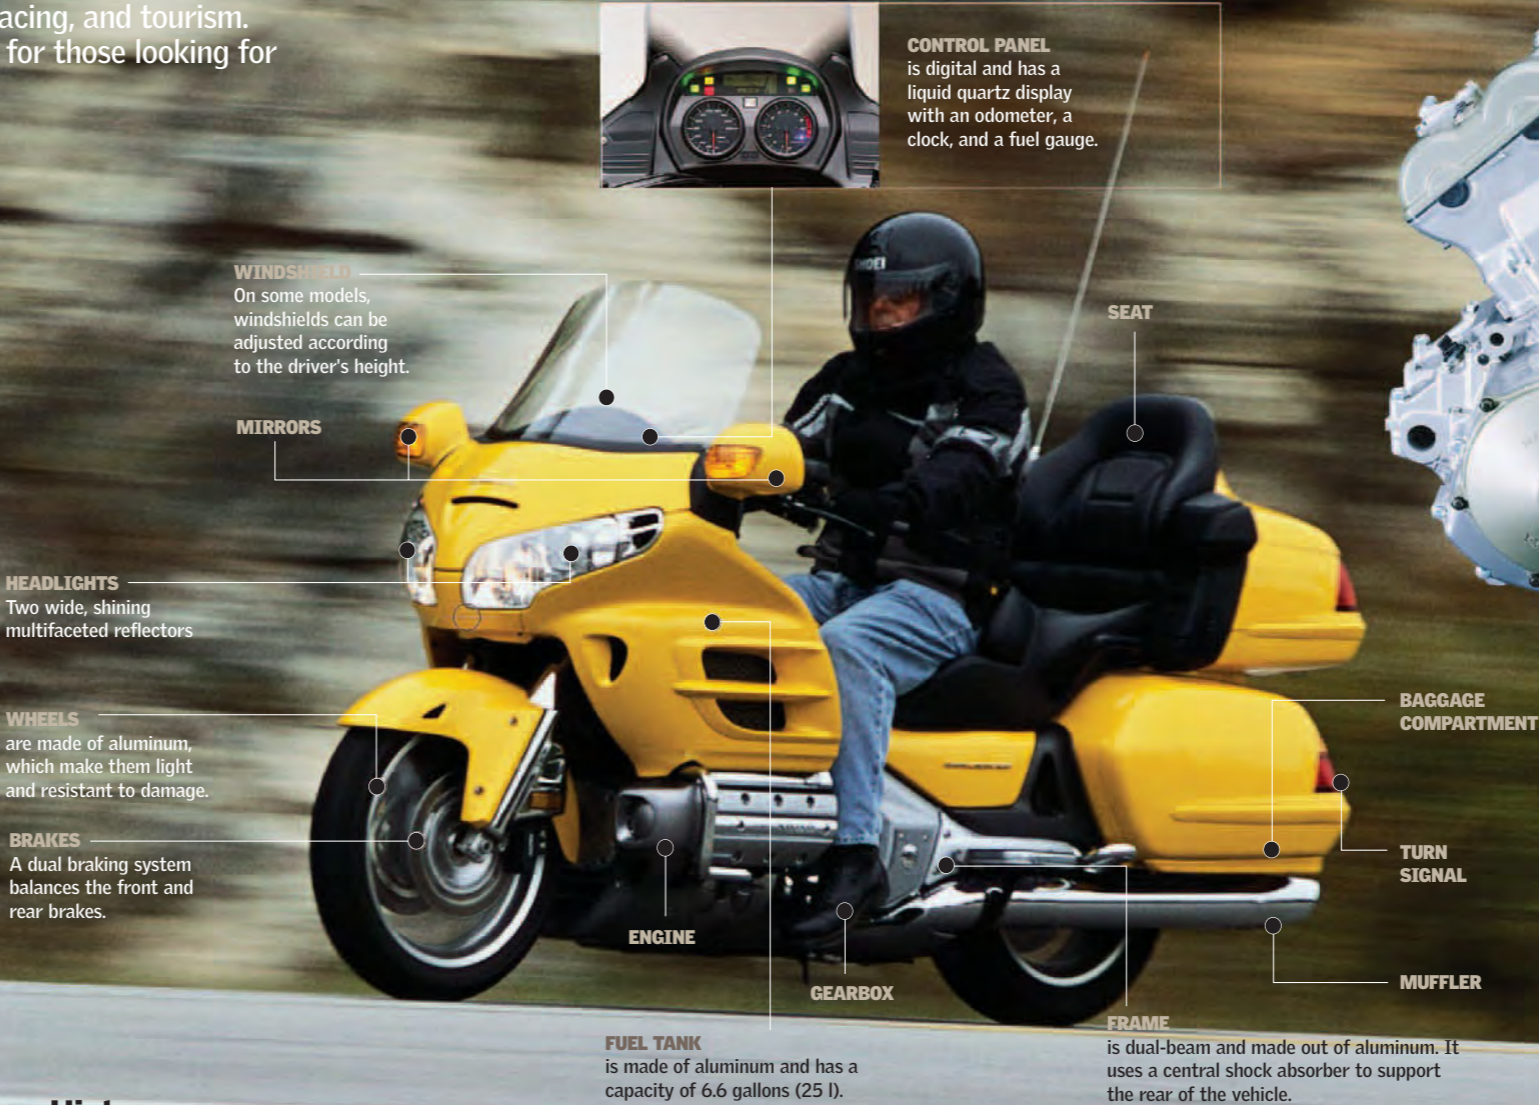 acing, and tourism.
for those looking for
CONTROL PANEL
is digital and has a
liquid quartz display
with an odometer, a
clock, and a fuel gauge.
WINDSHIELD
On some models,
windshields can be
adjusted according
to the driver's height.
MIRRORS
SHOEI
SEAT
HEADLIGHTS
Two wide, shining
multifaceted reflectors
WHEELS
are made of aluminum,
which make them light
and resistant to damage.
BRAKES
A dual braking system
balances the front and
rear brakes.
BAGGAGE
COMPARTMENT
TURN
SIGNAL
ENGINE
GEARBOX
MUFFLER
FUEL TANK
is made of aluminum and has a
capacity of 6.6 gallons (25 l).
FRAME
is dual-beam and made out of aluminum. It
uses a central shock absorber to support
the rear of the vehicle.